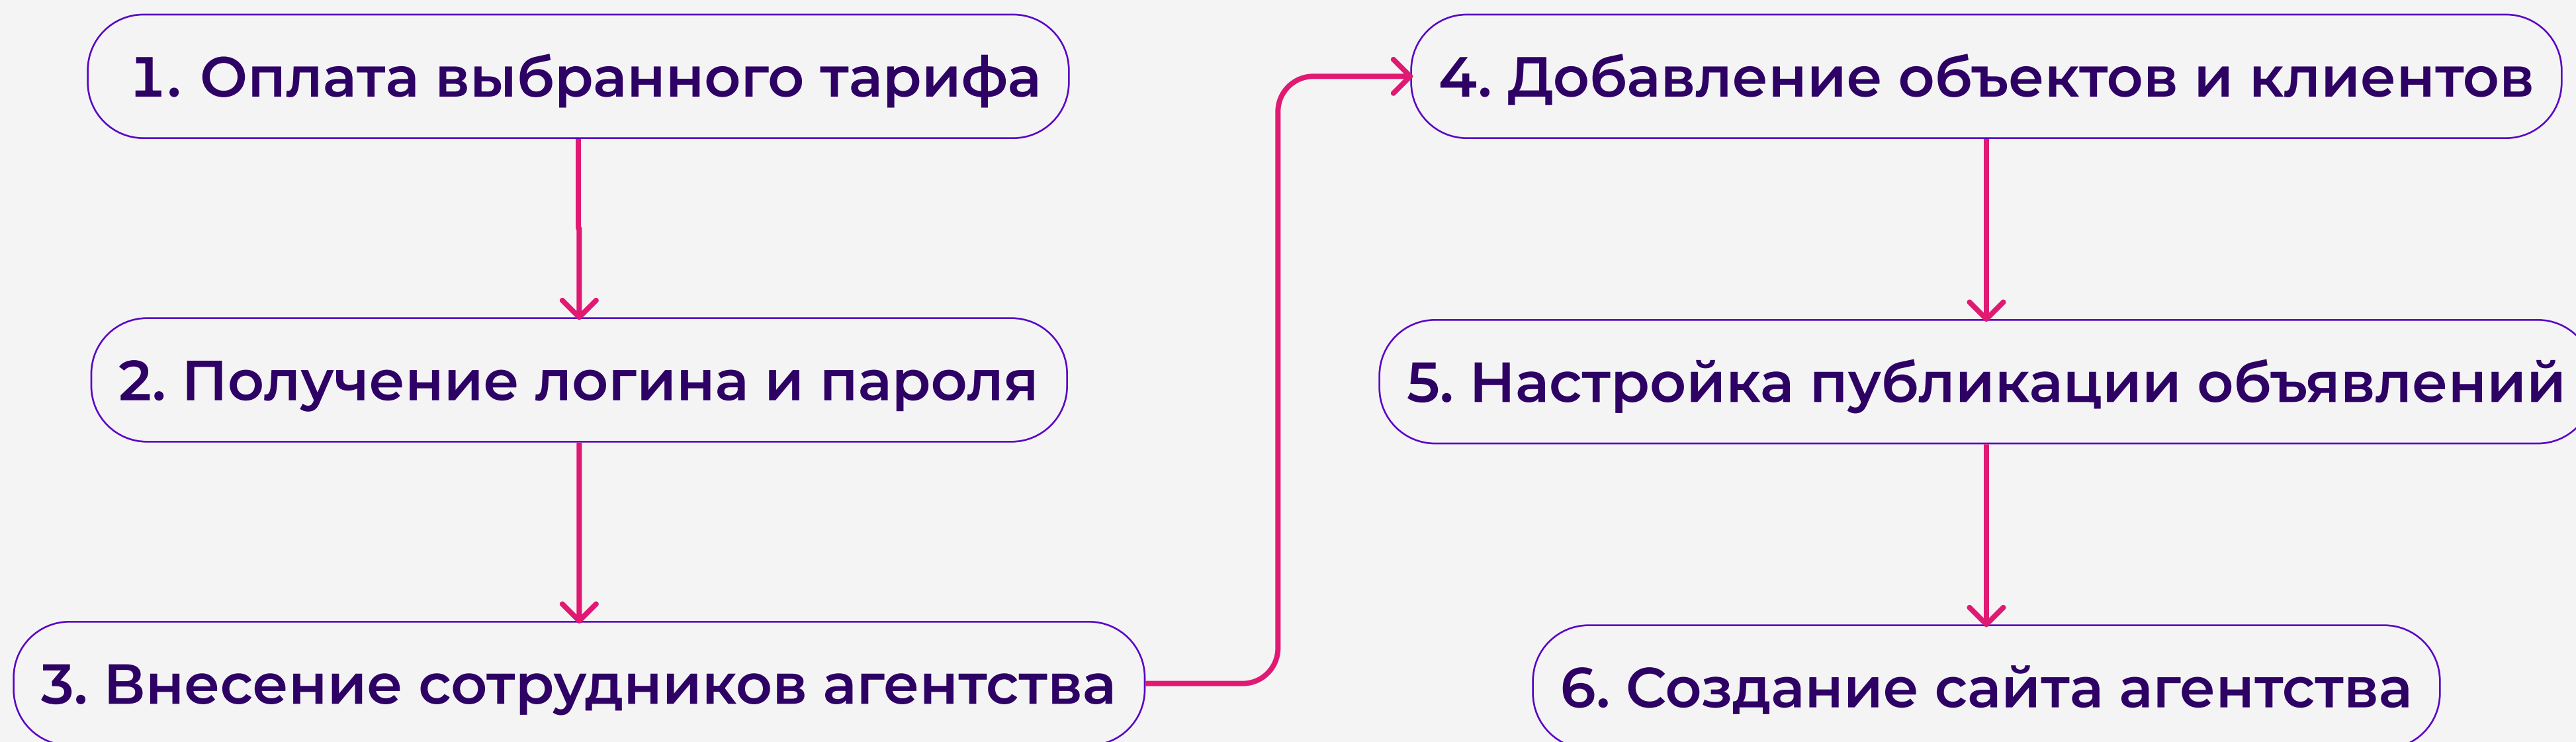 1. Оплата выбранного тарифа
2. Получение логина и пароля
3. Внесение сотрудников агентства
4. Добавление объектов и клиентов
5. Настройка публикации объявлений
6. Создание сайта агентства